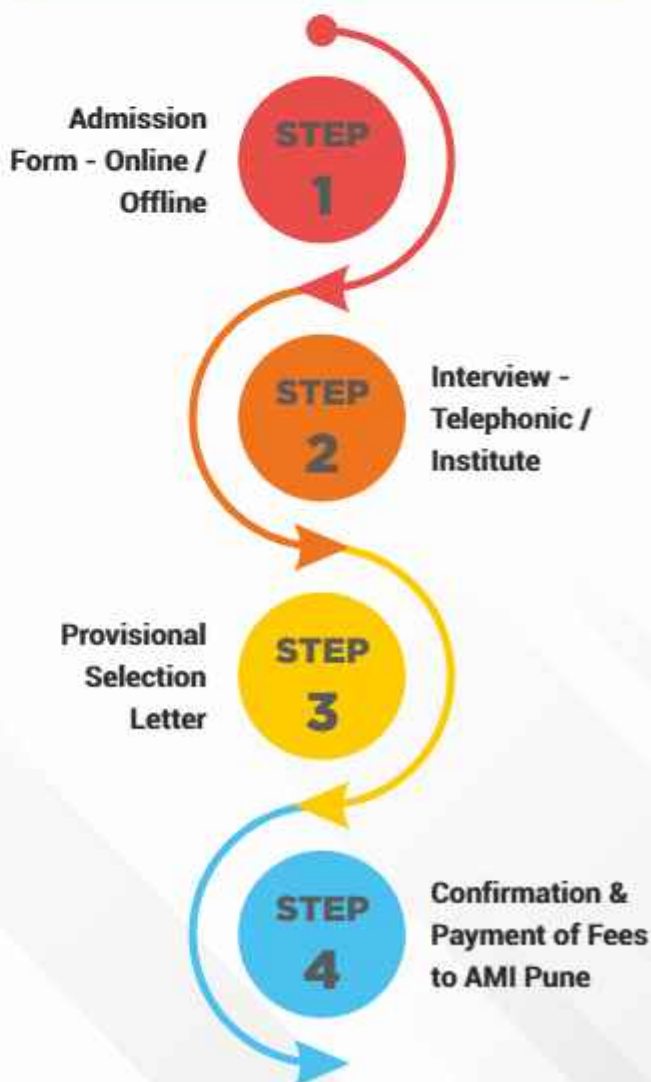 Admission
Form - Online /
Offline
STEP
1
STEP
2
Interview -
Telephonic /
Institute
Provisional
Selection
Letter
STEP
3
STEP
4
Confirmation &
Payment of Fees
to AMI Pune